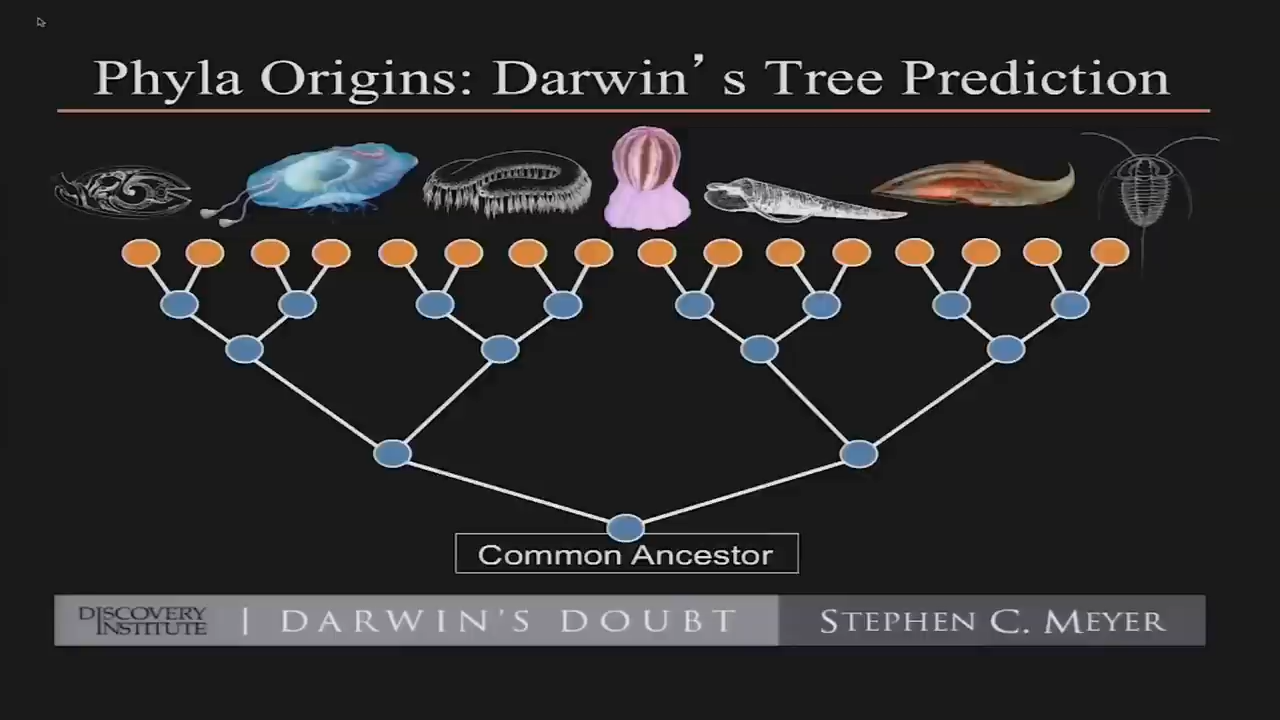 Phyla Origins: Darwin’s Tree Prediction
Common Ancestor
DISCOVERY
INSTITUTE
| DARWIN'S DOUBT
STEPHEN C. MEYER